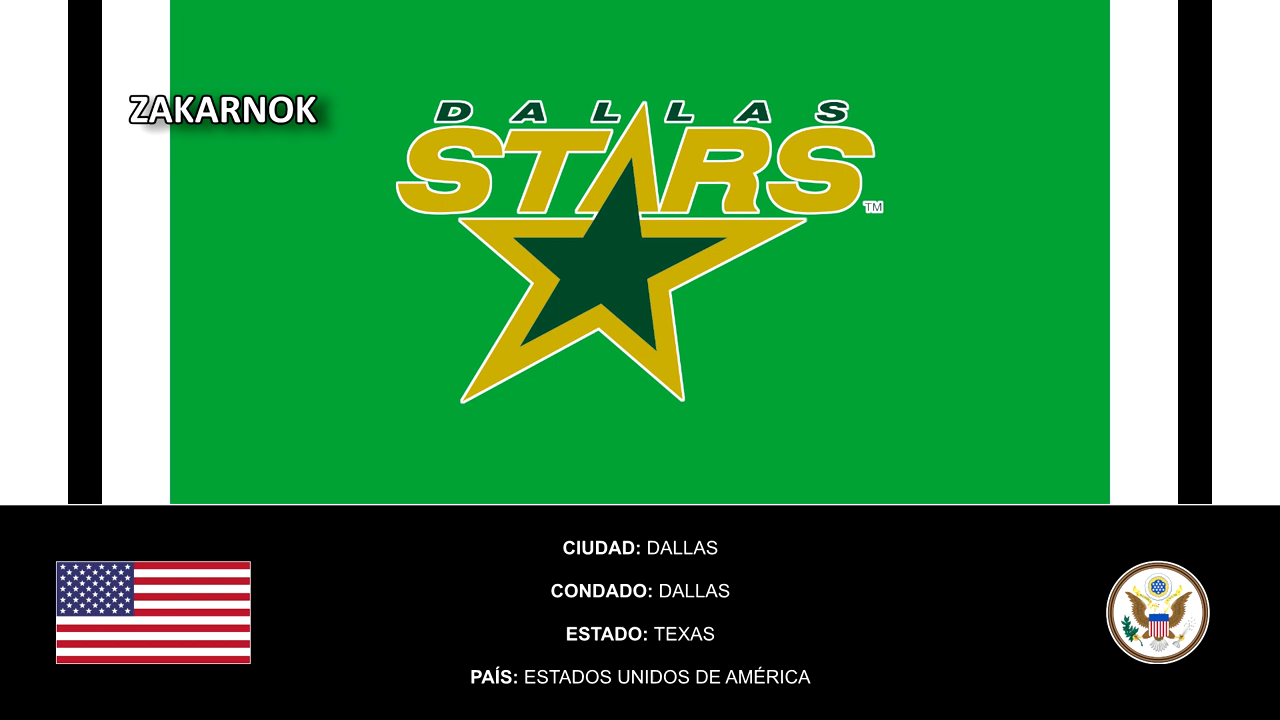 ZAKARNOK
DALLAS
STARS
TM
CIUDAD: DALLAS
CONDADO: DALLAS
ESTADO: TEXAS
PAÍS: ESTADOS UNIDOS DE AMÉRICA